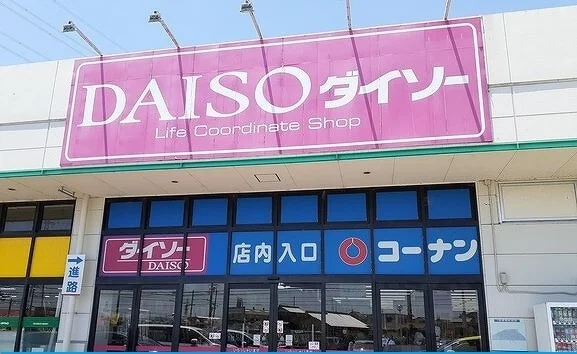 DAISO ダイソー
Life Coordinate Shop
ダイソー
DAISO
店内入口
コーナン
進路